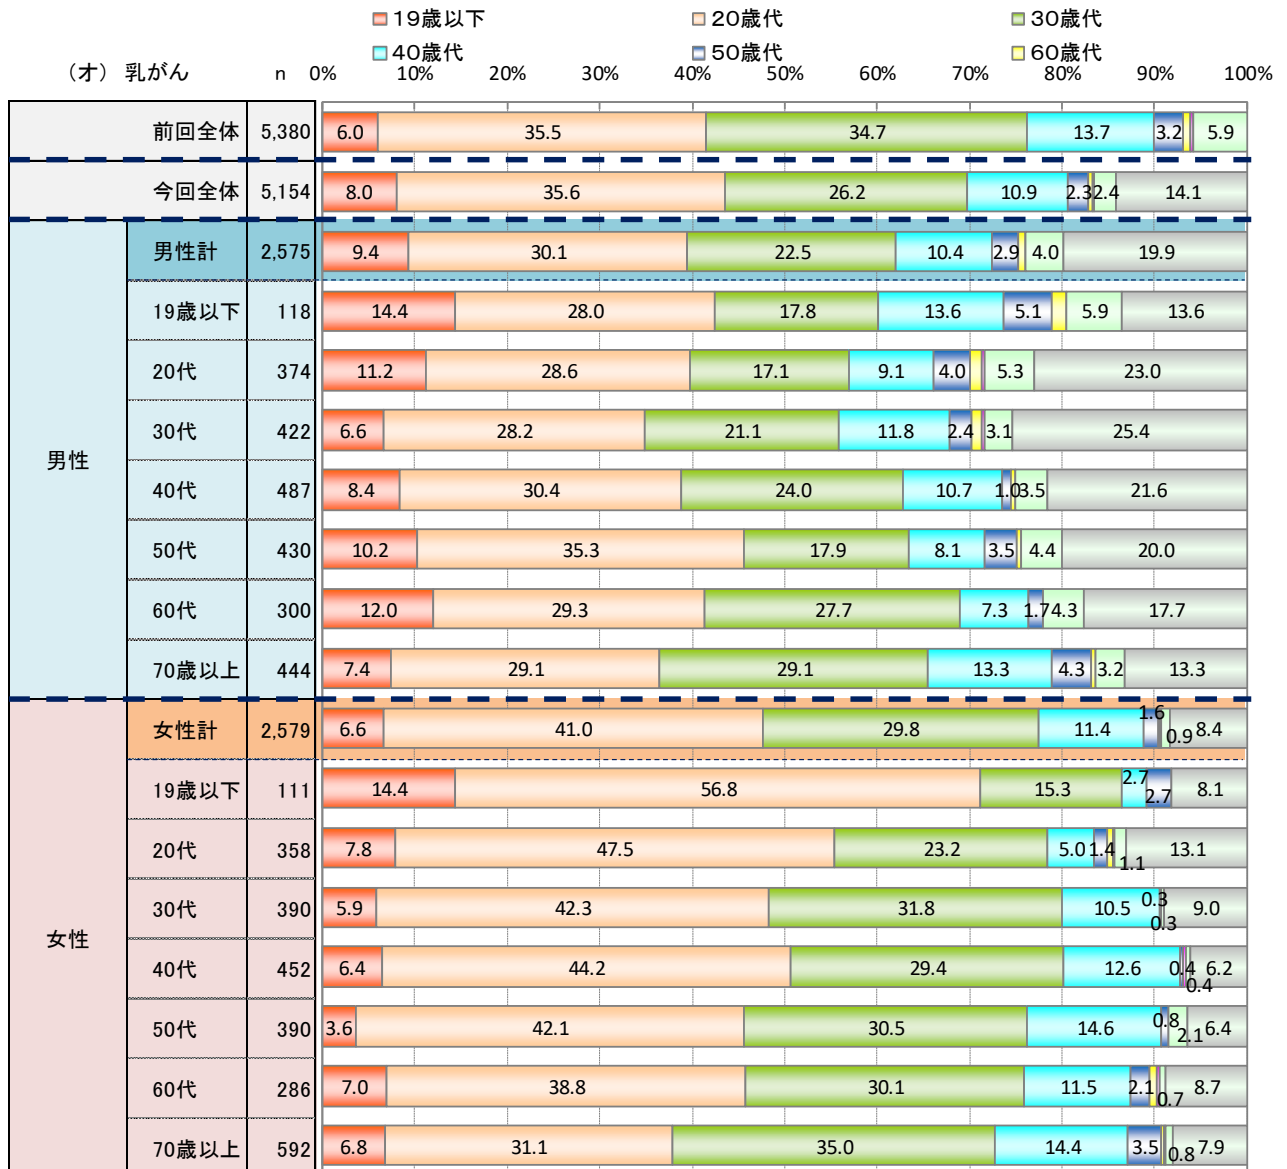 19歳以下 20歳代 30歳代
40歳代 50歳代 60歳代
（オ） 乳がん n 0% 10% 20% 30% 40% 50% 60% 70% 80% 90% 100%
前回全体 5,380 6.0 35.5 34.7 13.7 3.2 5.9
今回全体 5,154 8.0 35.6 26.2 10.9 2.3 2.4 14.1
男性計 2,575 9.4 30.1 22.5 10.4 2.9 4.0 19.9
19歳以下 118 14.4 28.0 17.8 13.6 5.1 5.9 13.6
20代 374 11.2 28.6 17.1 9.1 4.0 5.3 23.0
30代 422 6.6 28.2 21.1 11.8 2.4 3.1 25.4
男性
40代 487 8.4 30.4 24.0 10.7 1.0 3.5 21.6
50代 430 10.2 35.3 17.9 8.1 3.5 4.4 20.0
60代 300 12.0 29.3 27.7 7.3 1.7 4.3 17.7
70歳以上 444 7.4 29.1 29.1 13.3 4.3 3.2 13.3
女性計 2,579 6.6 41.0 29.8 11.4 1.6 0.9 8.4
19歳以下 111 14.4 56.8 15.3 2.7 2.7 8.1
20代 358 7.8 47.5 23.2 5.0 1.4 1.1 13.1
30代 390 5.9 42.3 31.8 10.5 0.3 0.3 9.0
女性
40代 452 6.4 44.2 29.4 12.6 0.4 0.4 6.2
50代 390 3.6 42.1 30.5 14.6 0.8 2.1 6.4
60代 286 7.0 38.8 30.1 11.5 2.1 0.7 8.7
70歳以上 592 6.8 31.1 35.0 14.4 3.5 0.8 7.9